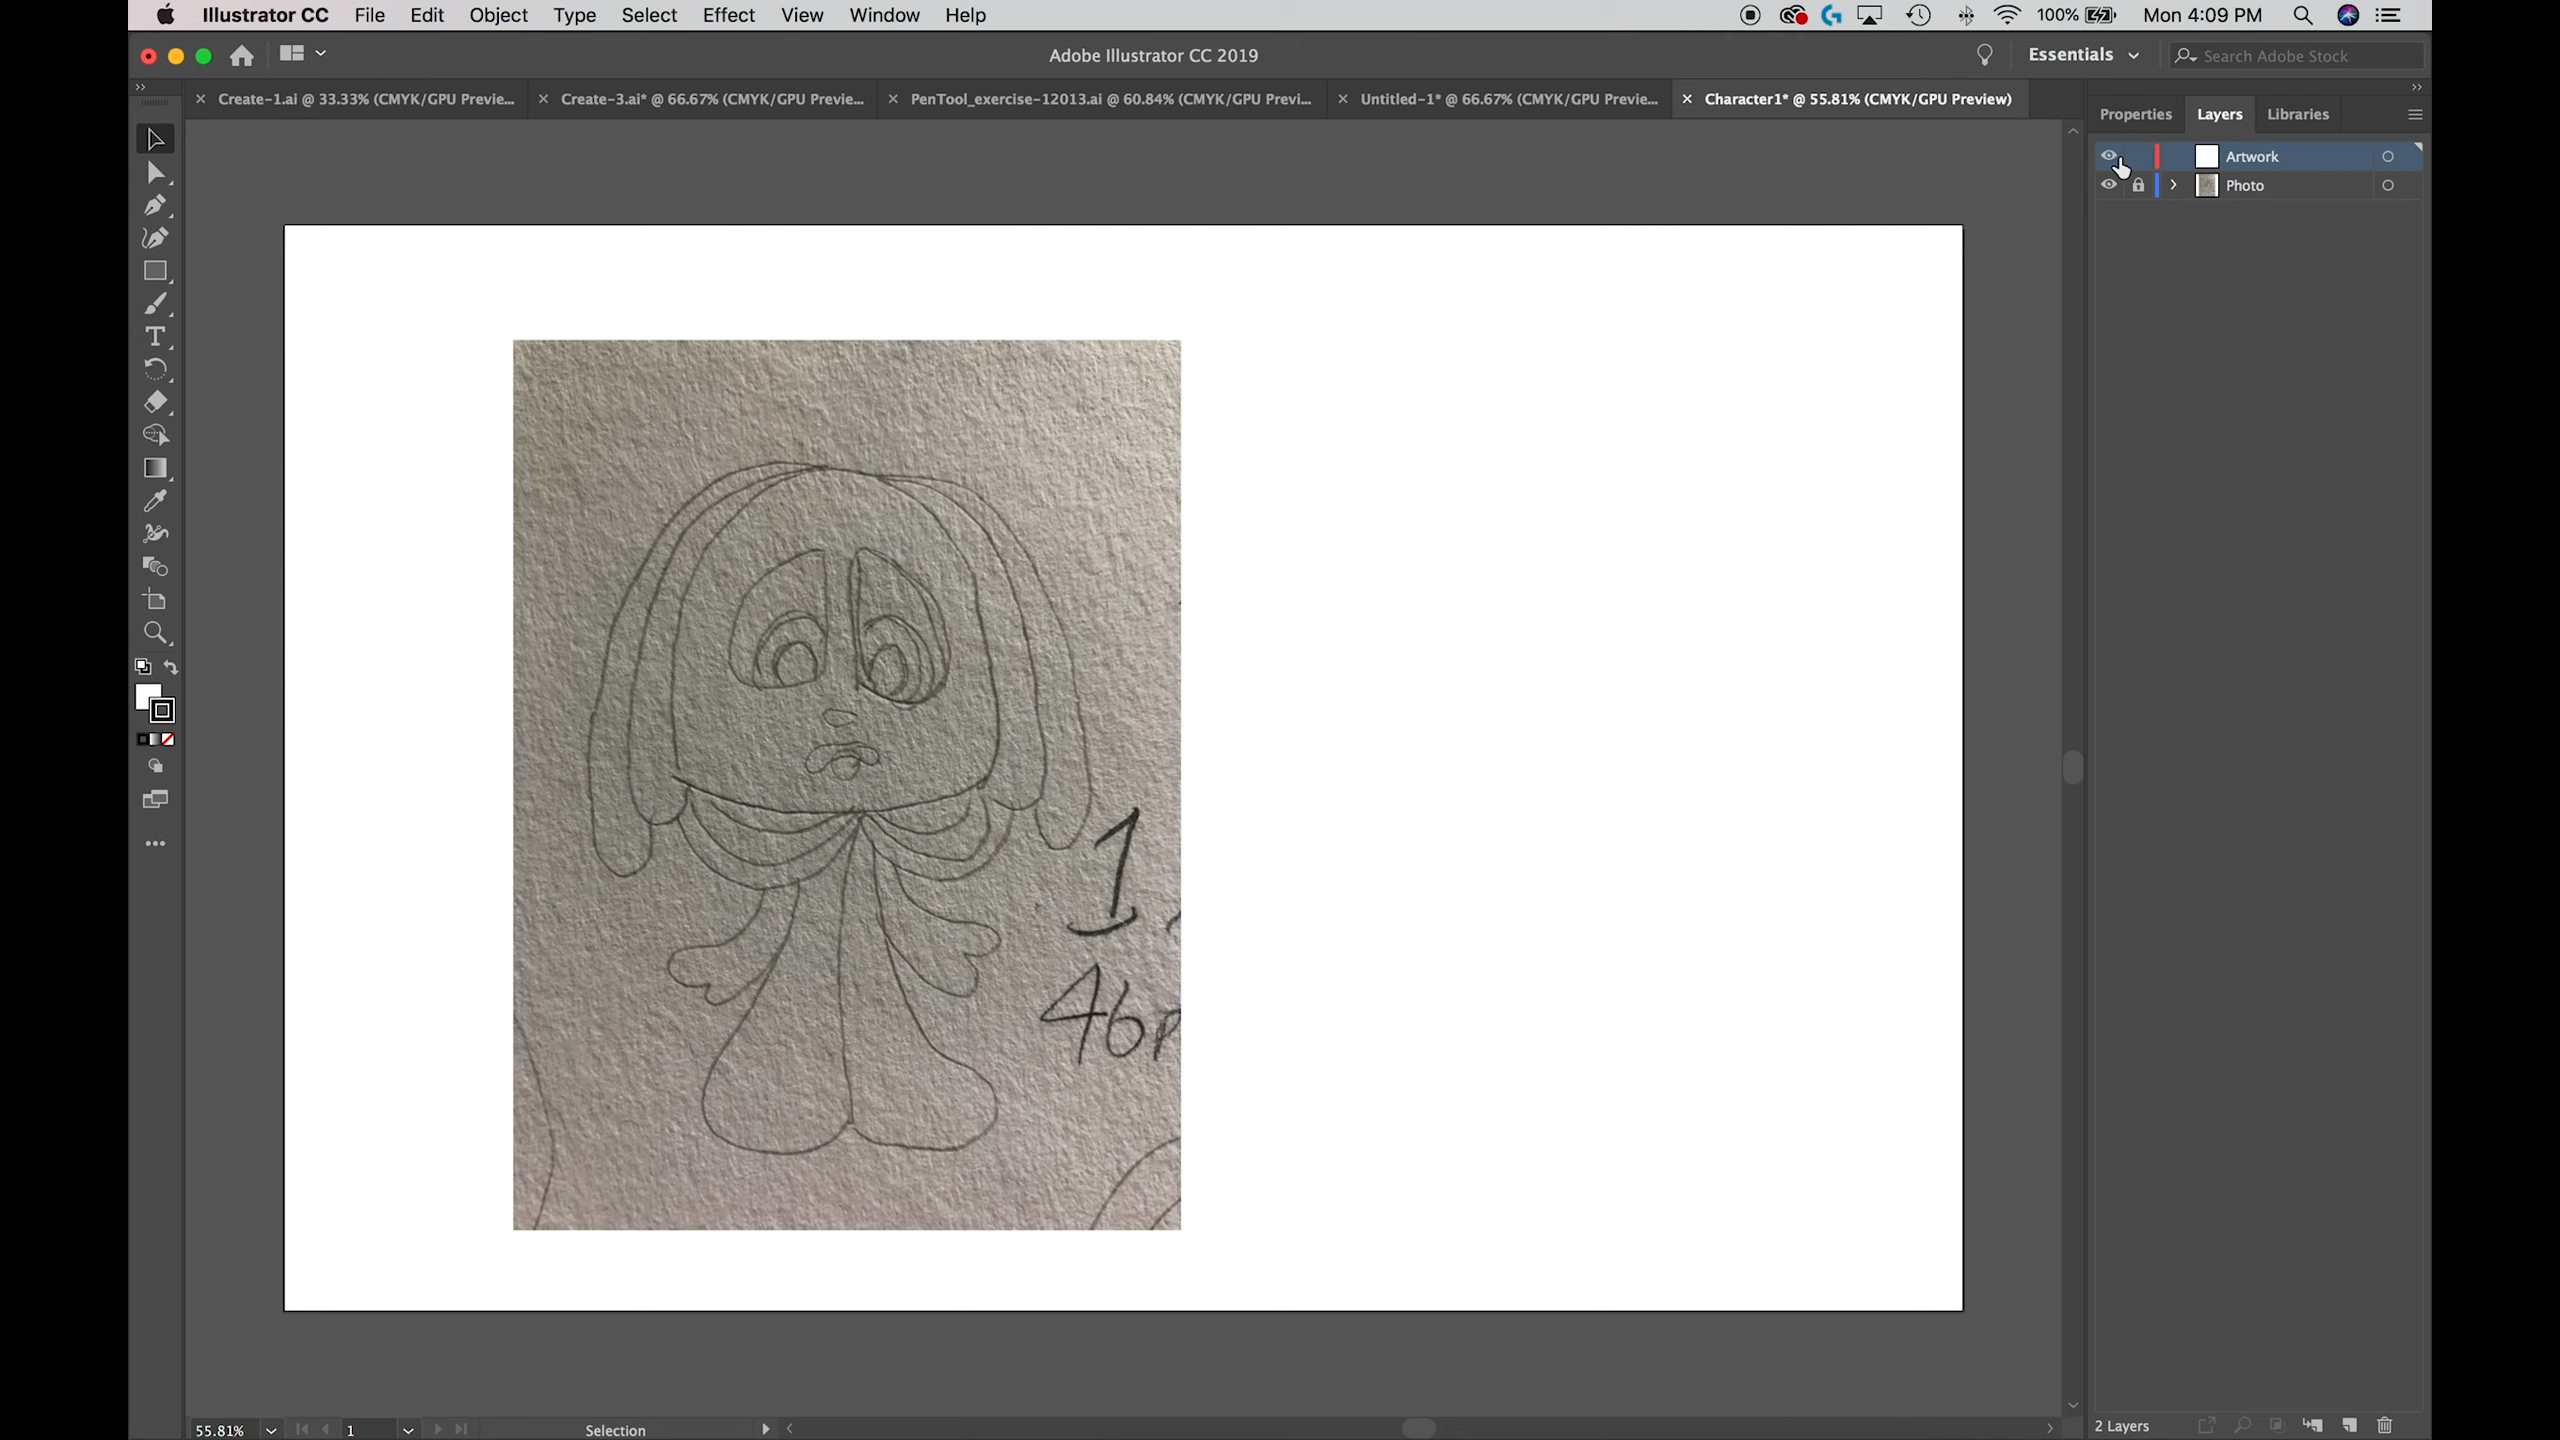 Illustrator CC File Edit Object Type Select Effect View Window Help 100% Mon 4:09 PM
Adobe Illustrator CC 2019 Essentials Search Adobe Stock
Create-1.ai @ 33.33% (CMYK/GPU Previe... Create-3.ai* @ 66.67% (CMYK/GPU Previe... PenTool_exercise-12013.ai @ 60.84% (CMYK/GPU Previ... Untitled-1* @ 66.67% (CMYK/GPU Previe... Character1* @ 55.81% (CMYK/GPU Preview)
Properties Layers Libraries
Artwork
Photo
1
46p
55.81% 1 Selection
2 Layers